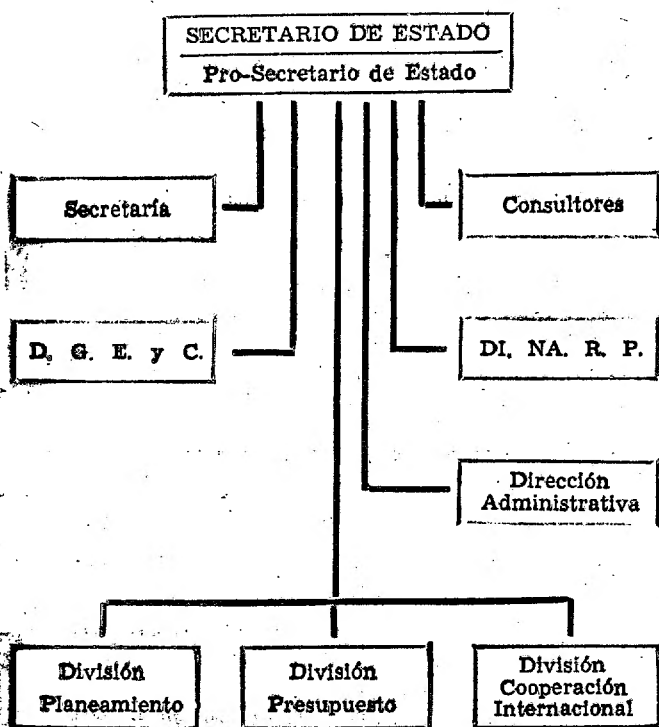 SECRETARIO DE ESTADO
Pro-Secretario de Estado
Secretaría
Consultores
D. G. E. y C.
DI. NA. R. P.
Dirección
Administrativa
División
Planeamiento
División
Presupuesto
División
Cooperación
Internacional